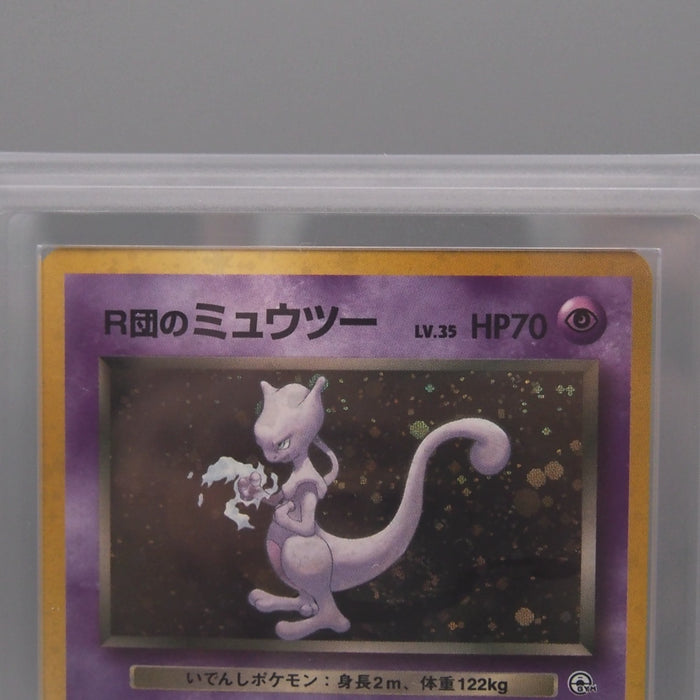 R団のミュウツー LV.35 HP70
いでんしポケモン：身長2m、体重122kg
GYM